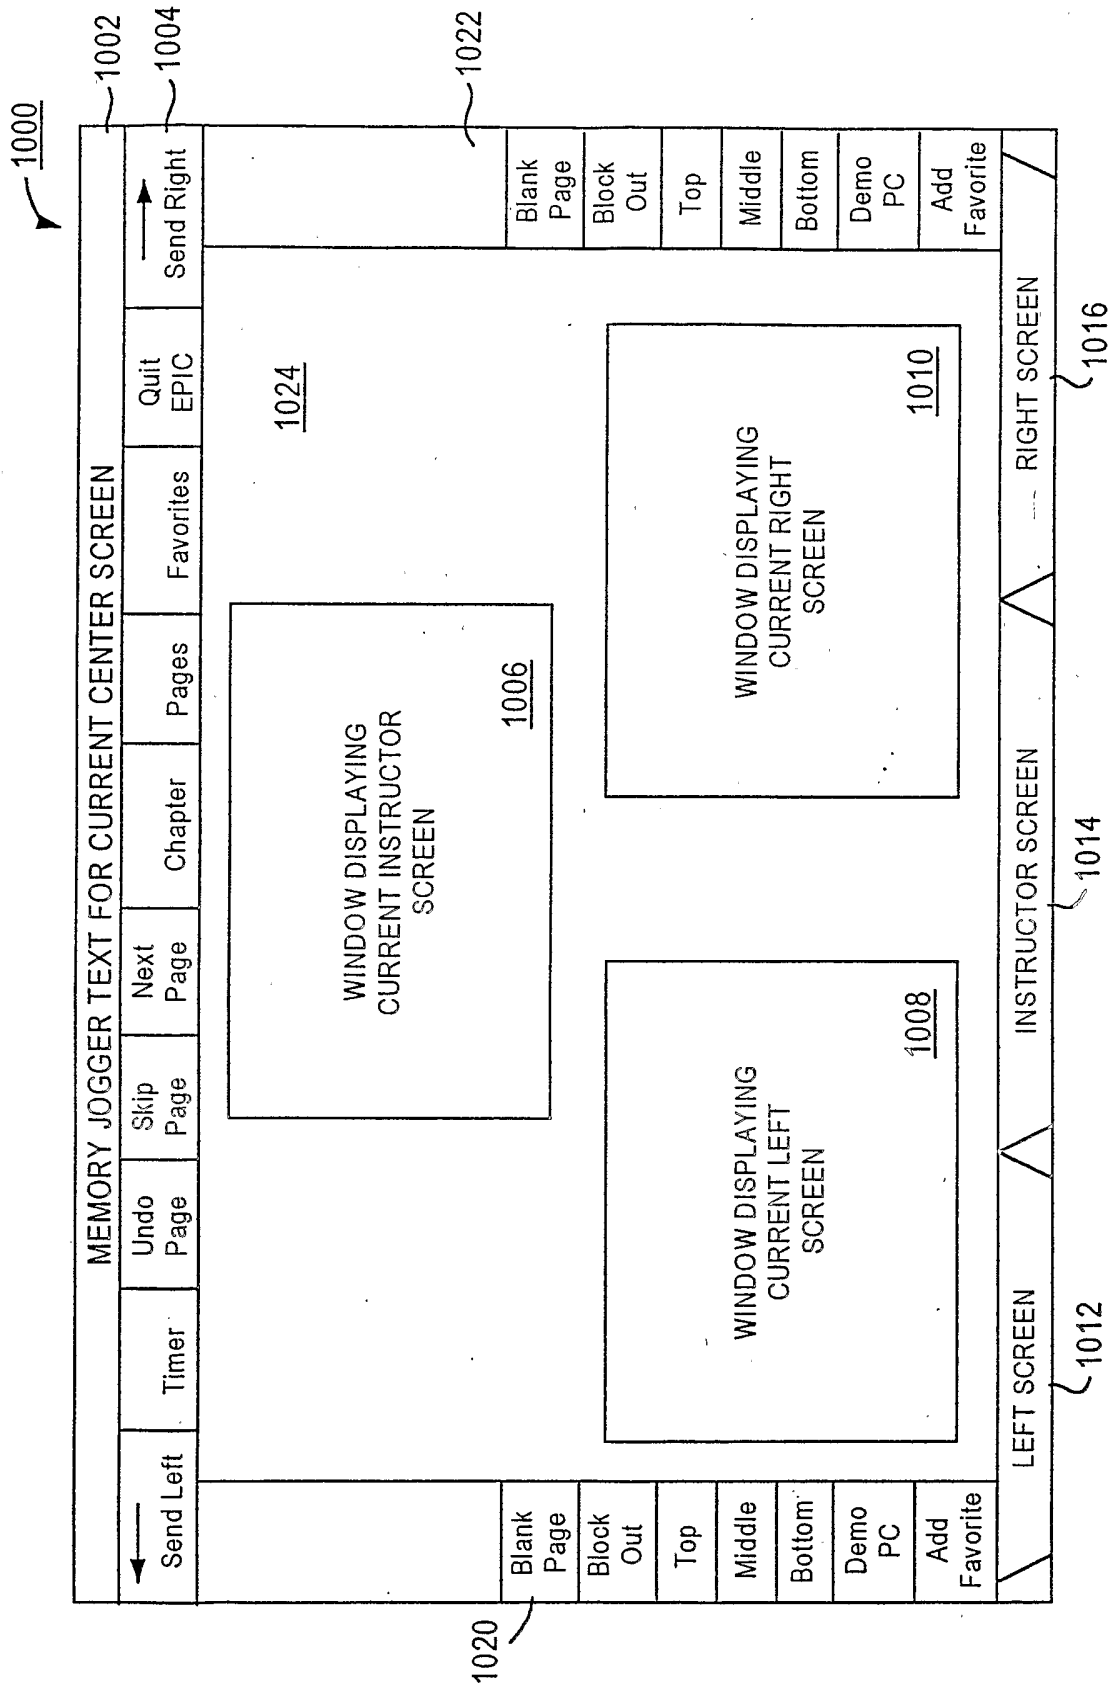 1000
1002
1004
MEMORY JOGGER TEXT FOR CURRENT CENTER SCREEN
Send Left
Timer
Undo
Page
Skip
Page
Next
Page
Chapter
Pages
Favorites
Quit
EPIC
Send Right
1022
1024
WINDOW DISPLAYING
CURRENT INSTRUCTOR
SCREEN
1006
1020
Blank
Page
Block
Out
Top
Middle
Bottom
Demo
PC
Add
Favorite
WINDOW DISPLAYING
CURRENT LEFT
SCREEN
1008
WINDOW DISPLAYING
CURRENT RIGHT
SCREEN
1010
Blank
Page
Block
Out
Top
Middle
Bottom
Demo
PC
Add
Favorite
LEFT SCREEN
INSTRUCTOR SCREEN
RIGHT SCREEN
1012
1014
1016